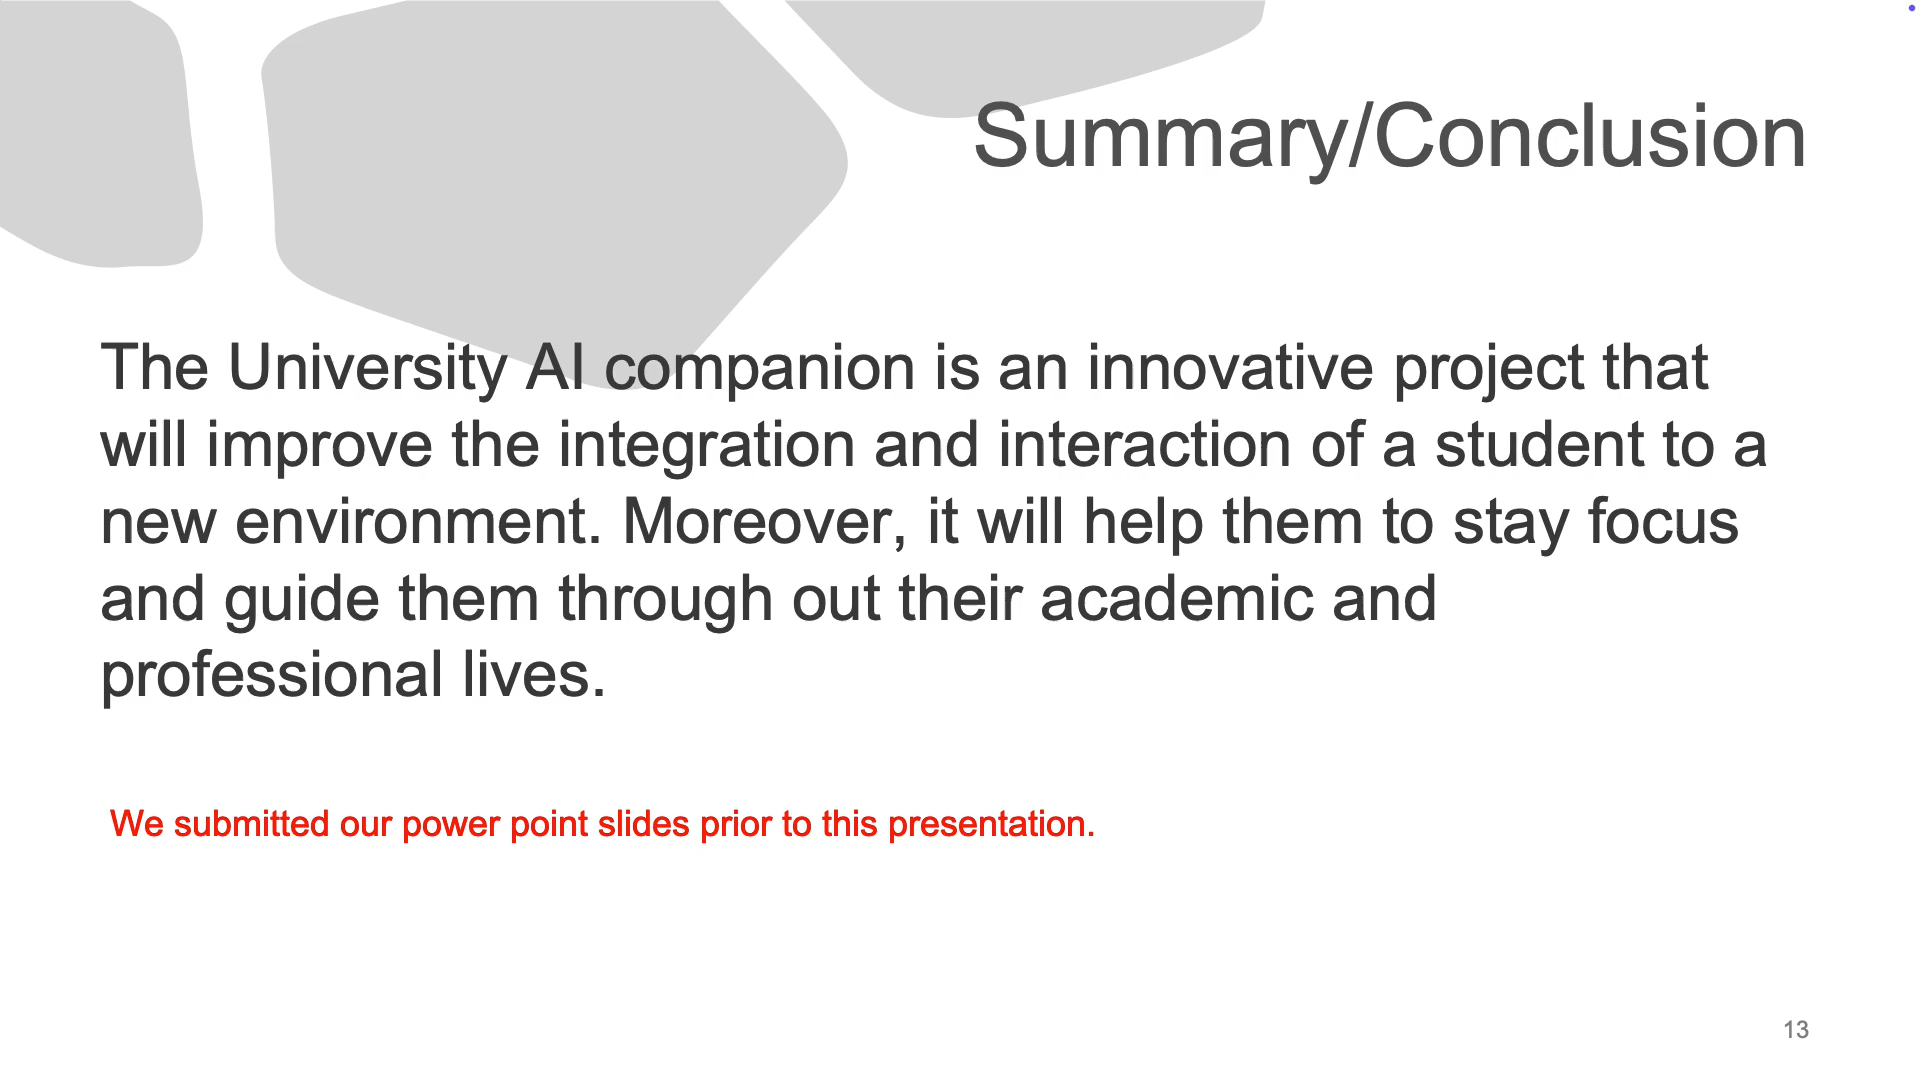 Summary/Conclusion
The University AI companion is an innovative project that
will improve the integration and interaction of a student to a
new environment. Moreover, it will help them to stay focus
and guide them through out their academic and
professional lives.
We submitted our power point slides prior to this presentation.
13